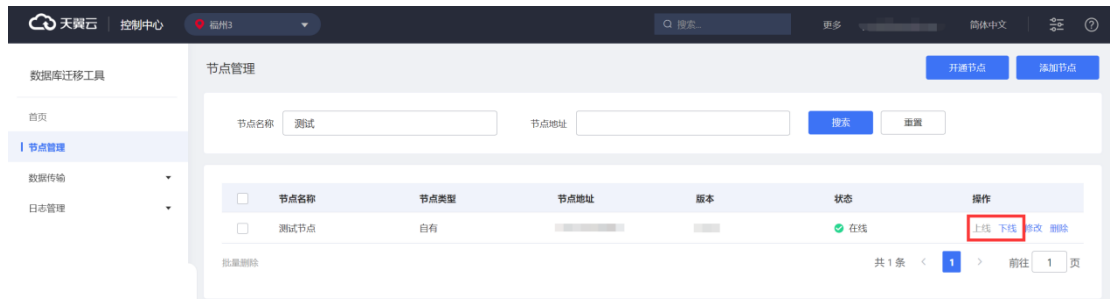 天翼云 控制中心 福州3 搜索... 更多 简体中文
数据库迁移工具
首页
节点管理
数据传输
日志管理
节点管理 开通节点 添加节点
节点名称 测试 节点地址 搜索 重置
节点名称 节点类型 节点地址 版本 状态 操作
测试节点 自有 在线 上线 下线 修改 删除
批量删除 共 1 条 < 1 > 前往 1 页